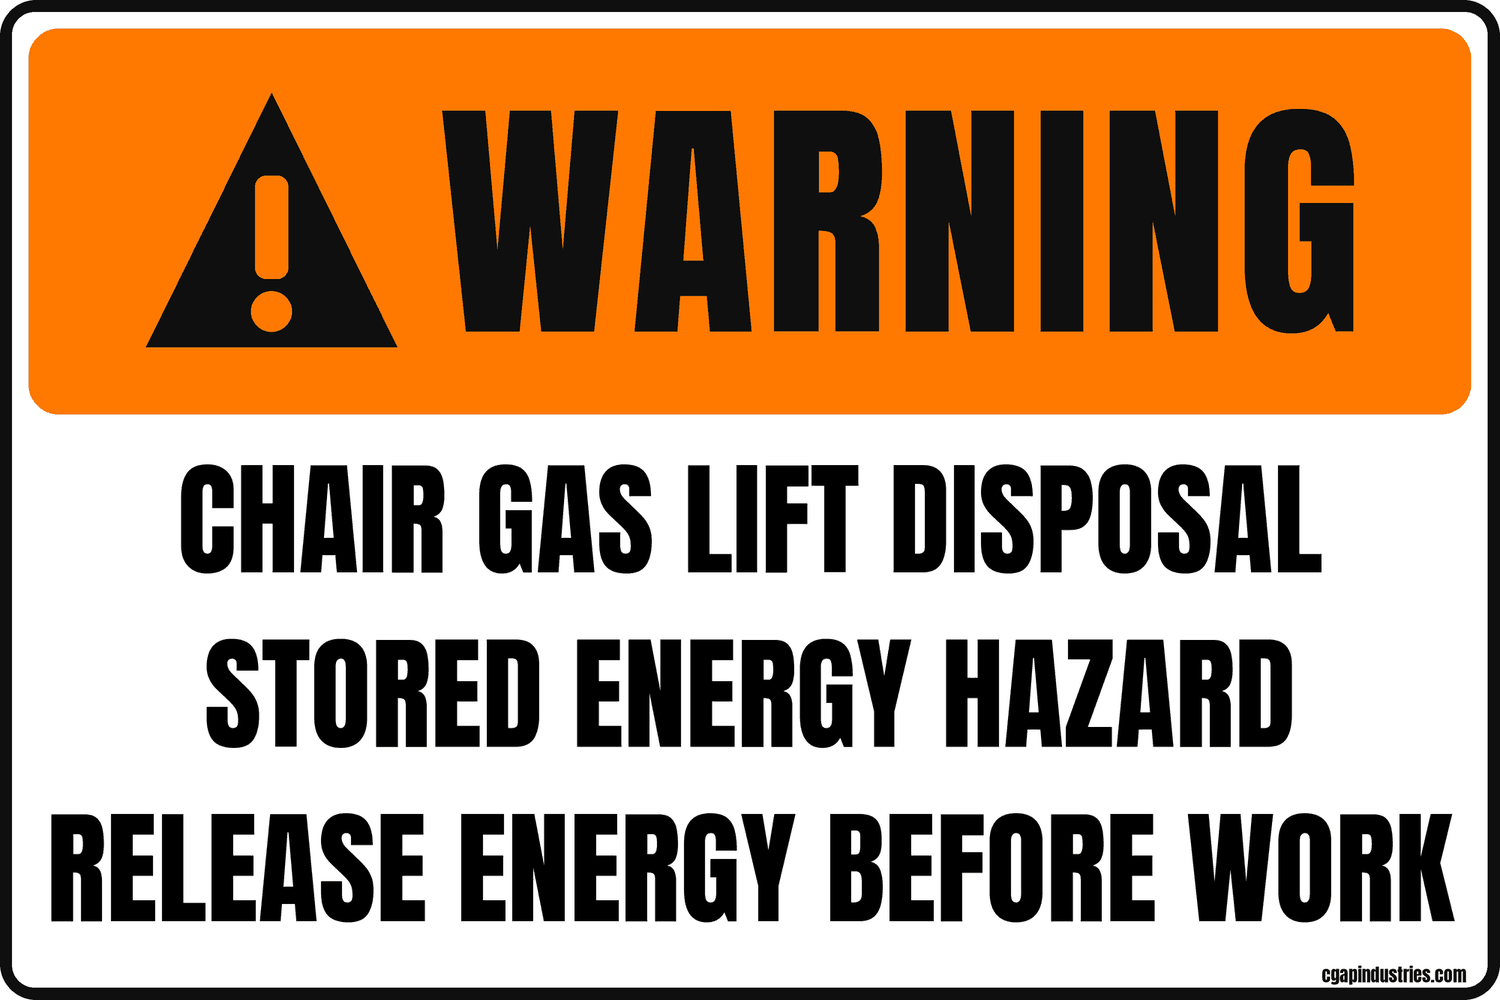 WARNING
CHAIR GAS LIFT DISPOSAL
STORED ENERGY HAZARD
RELEASE ENERGY BEFORE WORK
cgapindustries.com